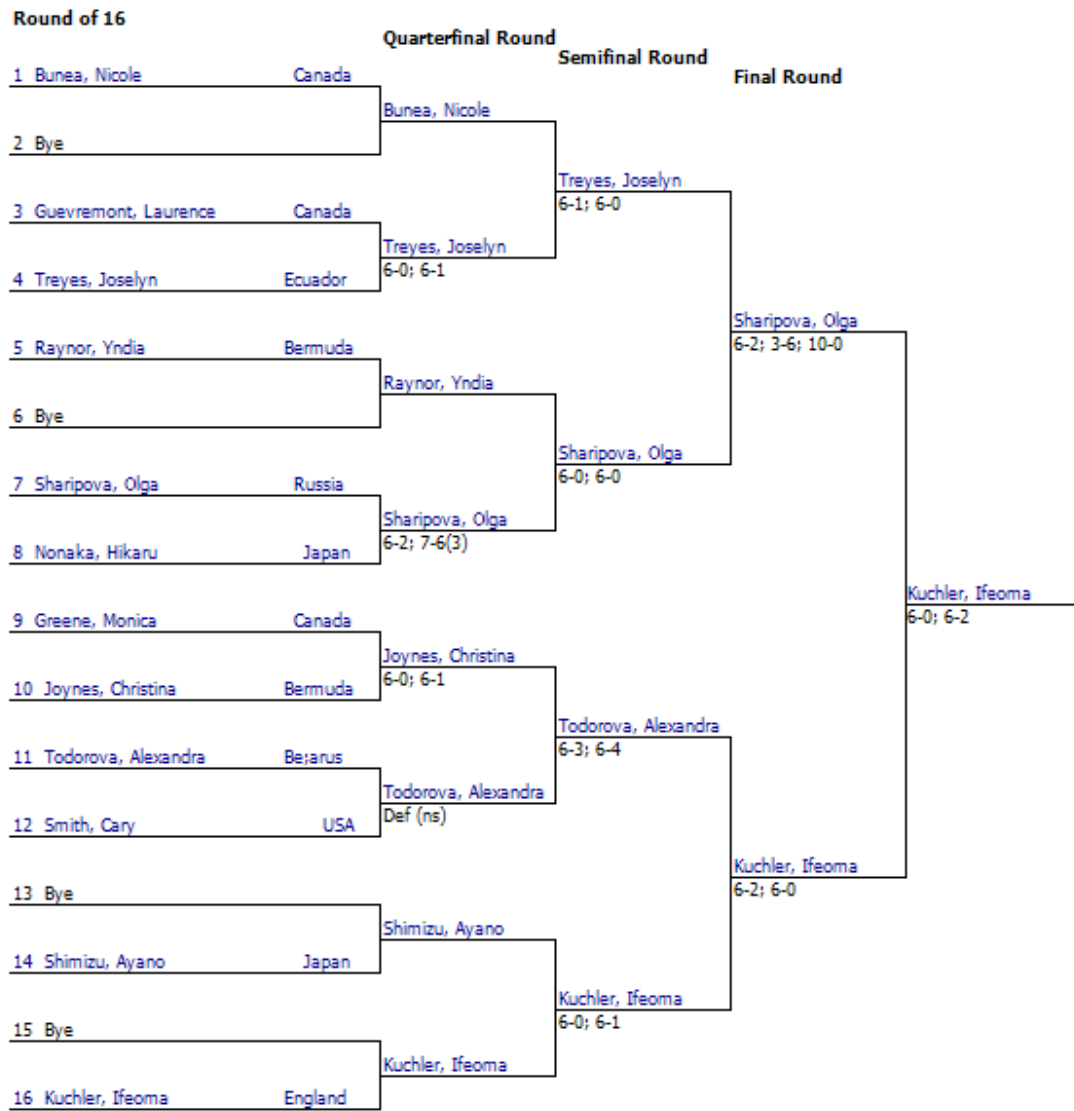 Round of 16
Quarterfinal Round
Semifinal Round
Final Round
1 Bunea, Nicole Canada
Bunea, Nicole
2 Bye
Treyes, Joselyn
6-1; 6-0
3 Guevremont, Laurence Canada
Treyes, Joselyn
6-0; 6-1
4 Treyes, Joselyn Ecuador
Sharipova, Olga
6-2; 3-6; 10-0
5 Raynor, Yndia Bermuda
Raynor, Yndia
6 Bye
Sharipova, Olga
6-0; 6-0
7 Sharipova, Olga Russia
Sharipova, Olga
6-2; 7-6(3)
8 Nonaka, Hikaru Japan
Kuchler, Ifeoma
6-0; 6-2
9 Greene, Monica Canada
Joynes, Christina
6-0; 6-1
10 Joynes, Christina Bermuda
Todorova, Alexandra
6-3; 6-4
11 Todorova, Alexandra Be;arus
Todorova, Alexandra
Def (ns)
12 Smith, Cary USA
Kuchler, Ifeoma
6-2; 6-0
13 Bye
Shimizu, Ayano
14 Shimizu, Ayano Japan
Kuchler, Ifeoma
6-0; 6-1
15 Bye
Kuchler, Ifeoma
16 Kuchler, Ifeoma England